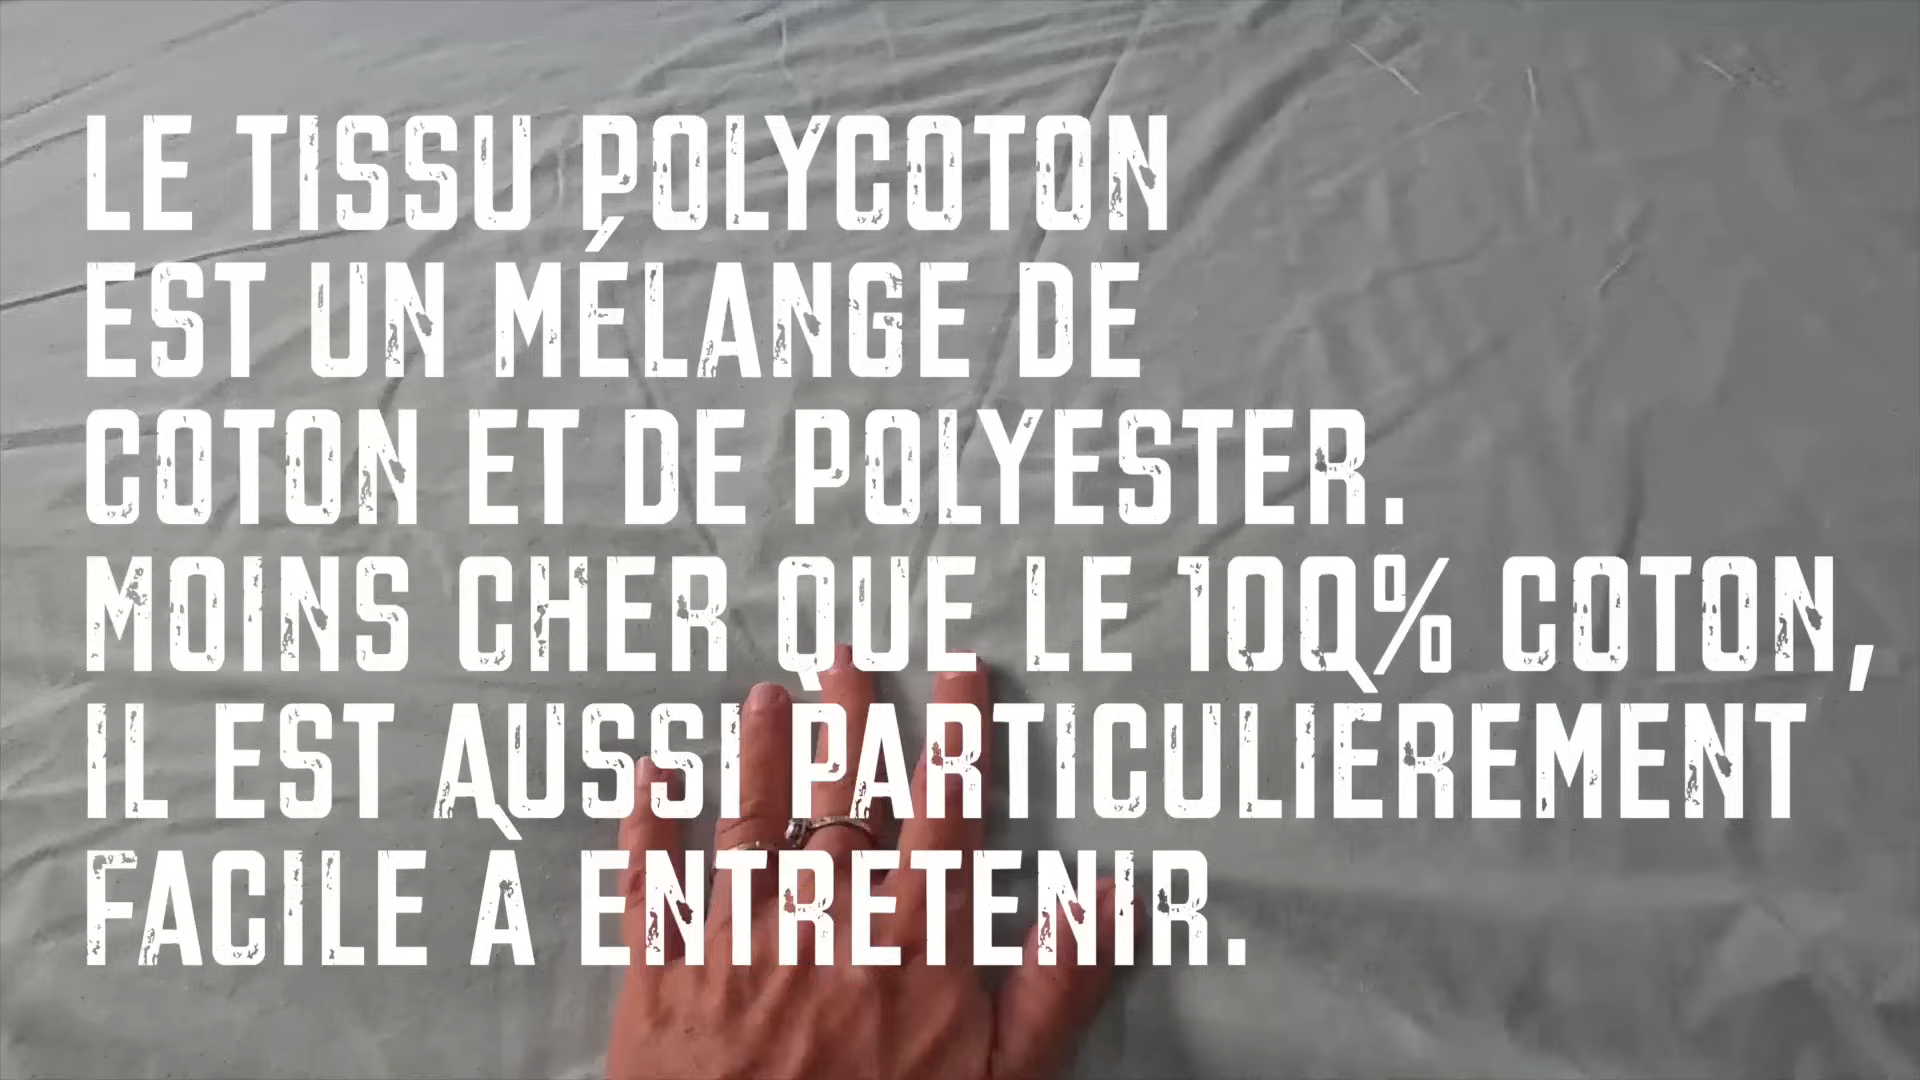 LE TISSU POLYCOTON
EST UN MÉLANGE DE
COTON ET DE POLYESTER.
MOINS CHER QUE LE 100% COTON,
IL EST AUSSI PARTICULIÈREMENT
FACILE À ENTRETENIR.